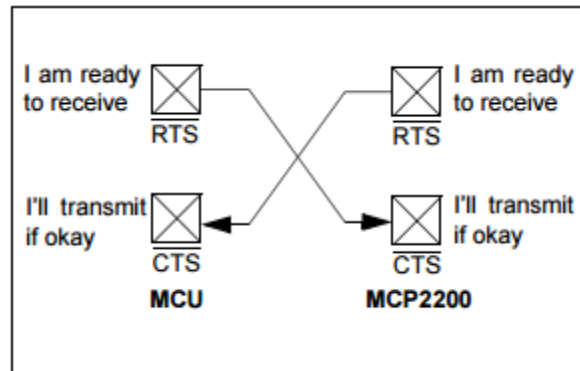 I am ready
to receive
RTS
I am ready
to receive
RTS
I'll transmit
if okay
CTS
I'll transmit
if okay
CTS
MCU
MCP2200